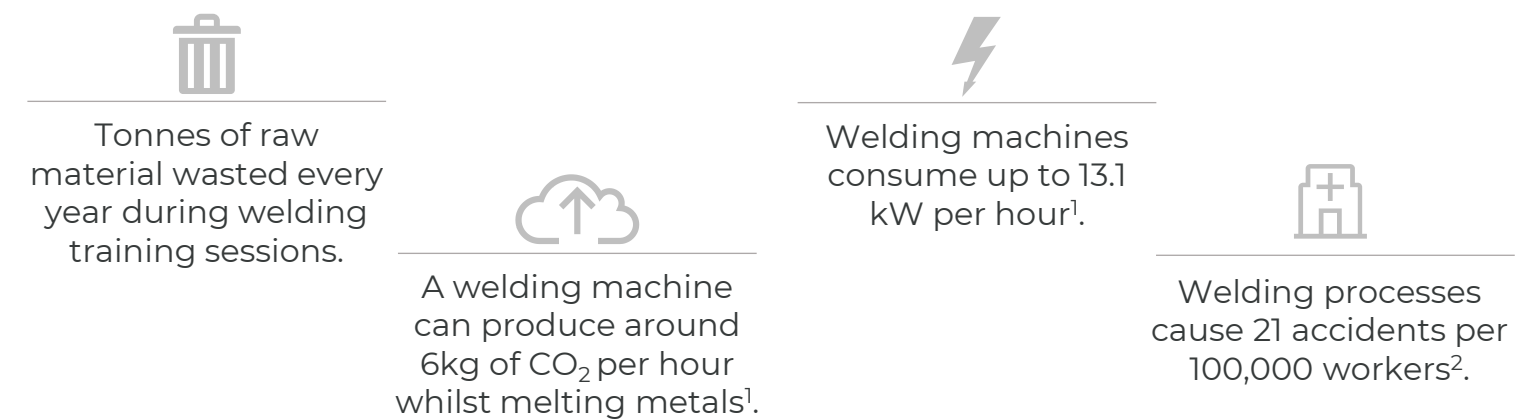 Tonnes of raw
material wasted every
year during welding
training sessions.
A welding machine
can produce around
6kg of CO₂ per hour
whilst melting metals¹.
Welding machines
consume up to 13.1
kW per hour¹.
Welding processes
cause 21 accidents per
100,000 workers².